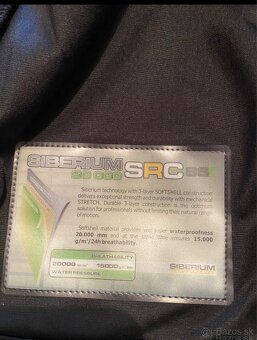 SIBERIUM SRC
20 000
Siberium technology with 3-layer SOFTSHELL construction
delivers exceptional strength and durability with mechanical
STRETCH. Durable 3-layer construction is the optimum
solution for professionals without limiting their natural range
of motion.
Softshell material provides you super waterproofness
20.000 mm and at the same time ensures 15.000
g/m²/24h breathability.
BREATHABILITY
20000 15000
WATER PRESSURE
SIBERIUM
bazos.sk